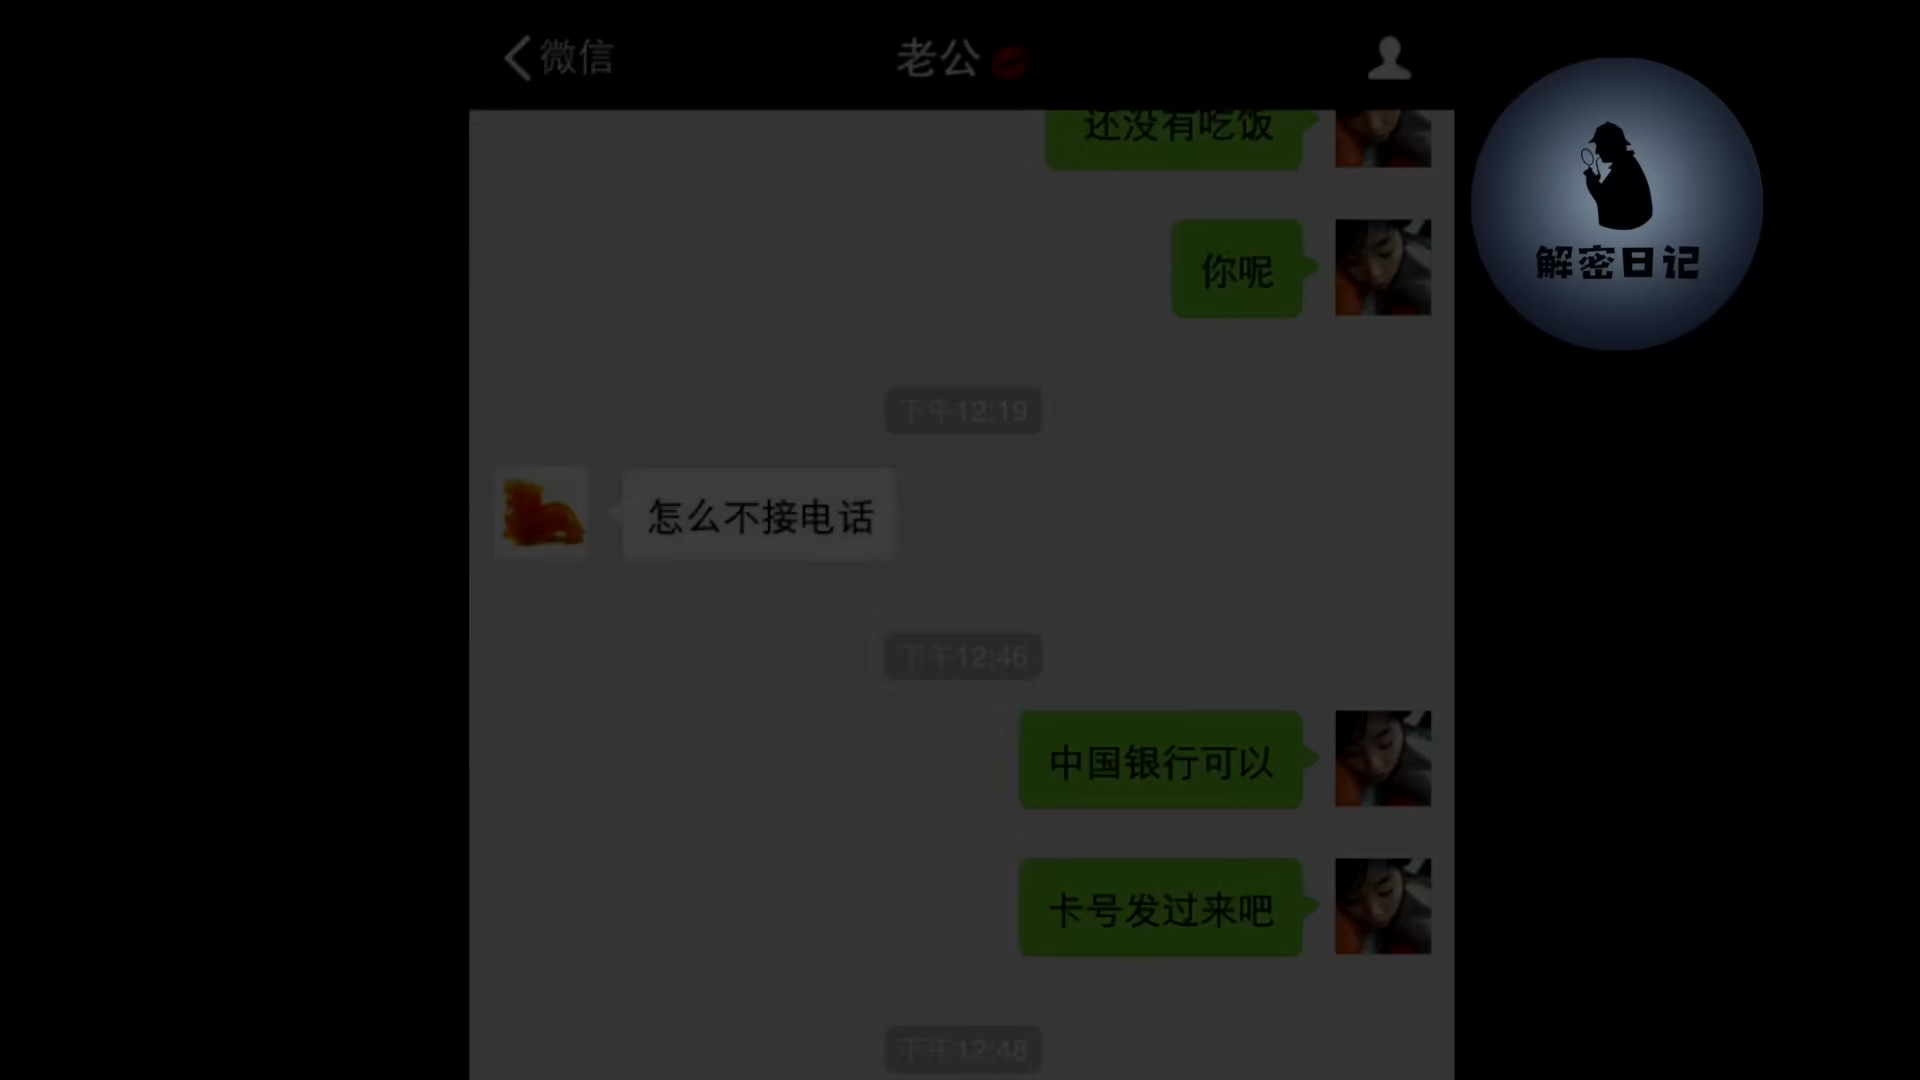 微信
老公
还没有吃饭
你呢
下午12:19
怎么不接电话
下午12:46
中国银行可以
卡号发过来吧
下午12:48
解密日记